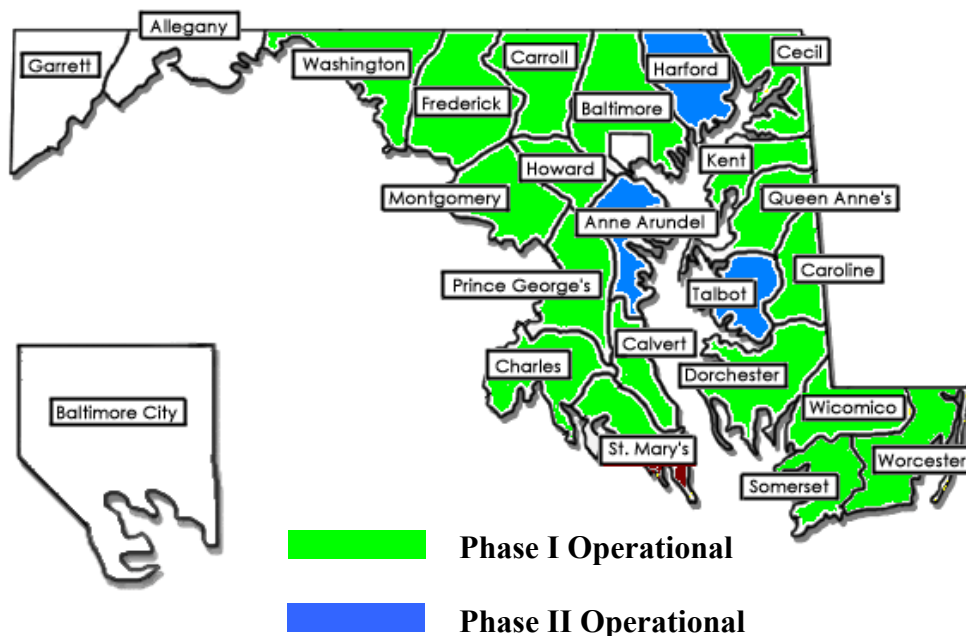 Allegany
Garrett
Washington
Carroll
Harford
Cecil
Frederick
Baltimore
Kent
Howard
Montgomery
Queen Anne's
Anne Arundel
Caroline
Prince George's
Talbot
Calvert
Charles
Dorchester
Baltimore City
Wicomico
St. Mary's
Worcester
Somerset
Phase I Operational
Phase II Operational